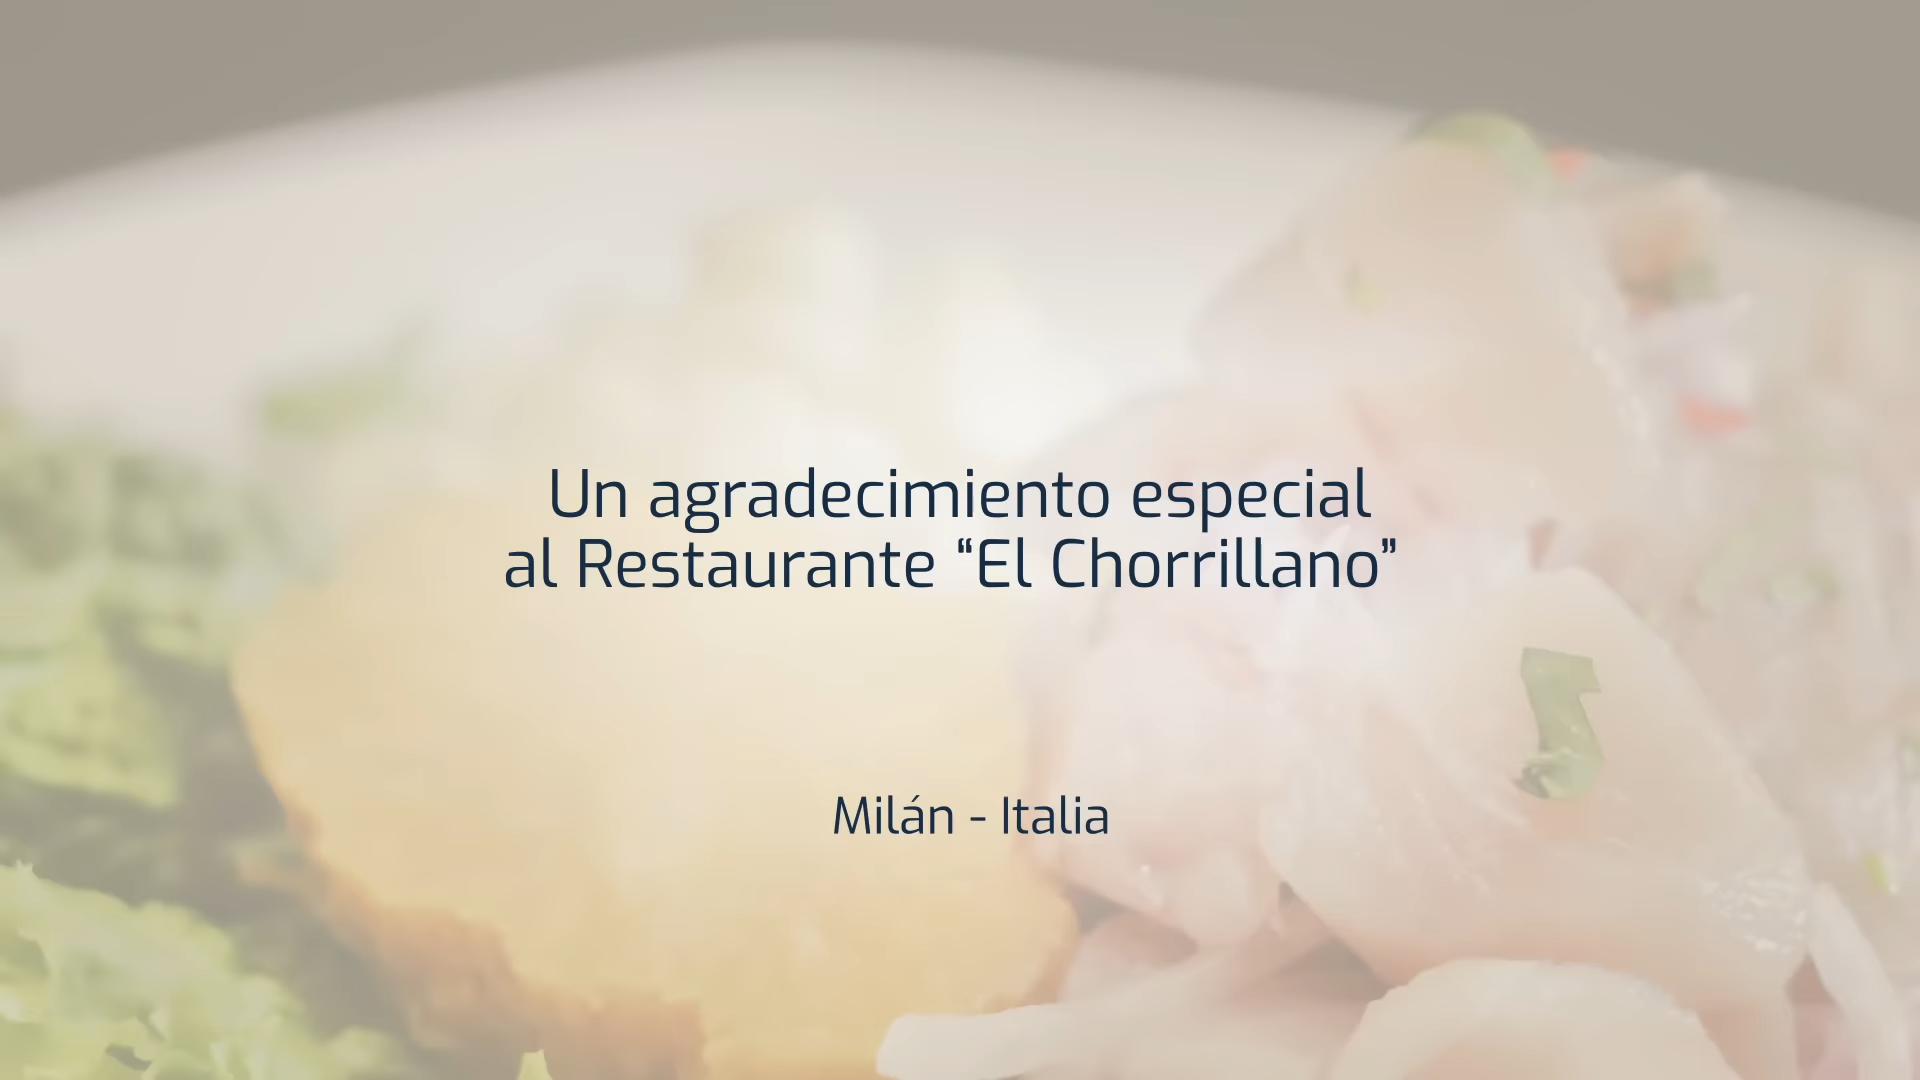 Un agradecimiento especial
al Restaurante “El Chorrillano”
Milán - Italia